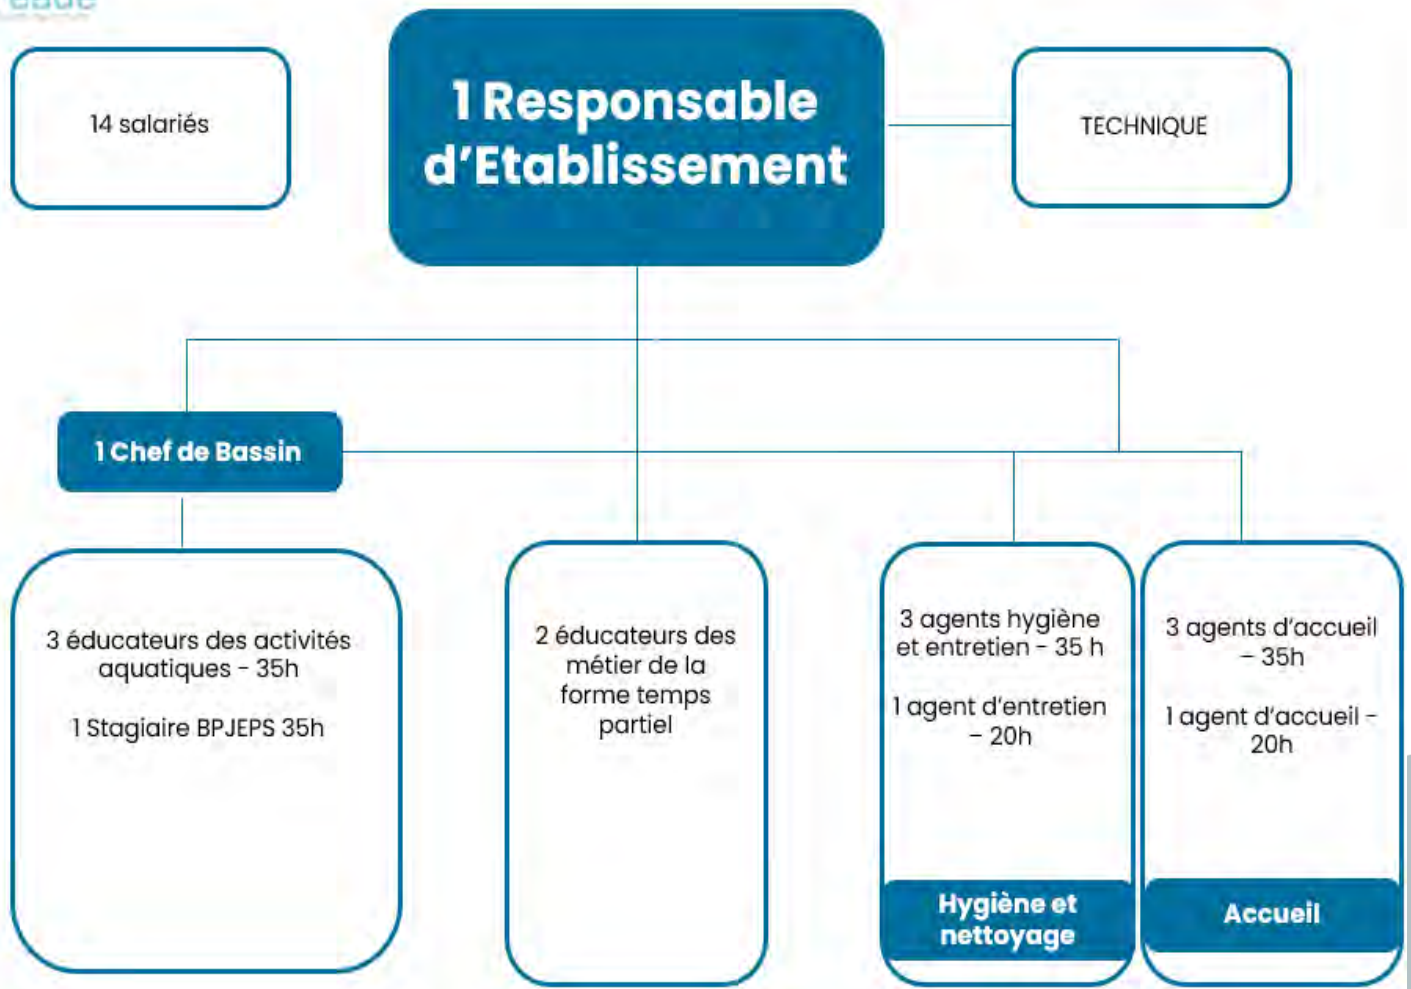 14 salariés
1 Responsable
d'Etablissement
TECHNIQUE
1 Chef de Bassin
3 éducateurs des activités
aquatiques - 35h
1 Stagiaire BPJEPS 35h
2 éducateurs des
métier de la
forme temps
partiel
3 agents hygiène
et entretien - 35 h
1 agent d'entretien
- 20h
Hygiène et
nettoyage
3 agents d'accueil
- 35h
1 agent d'accueil -
20h
Accueil